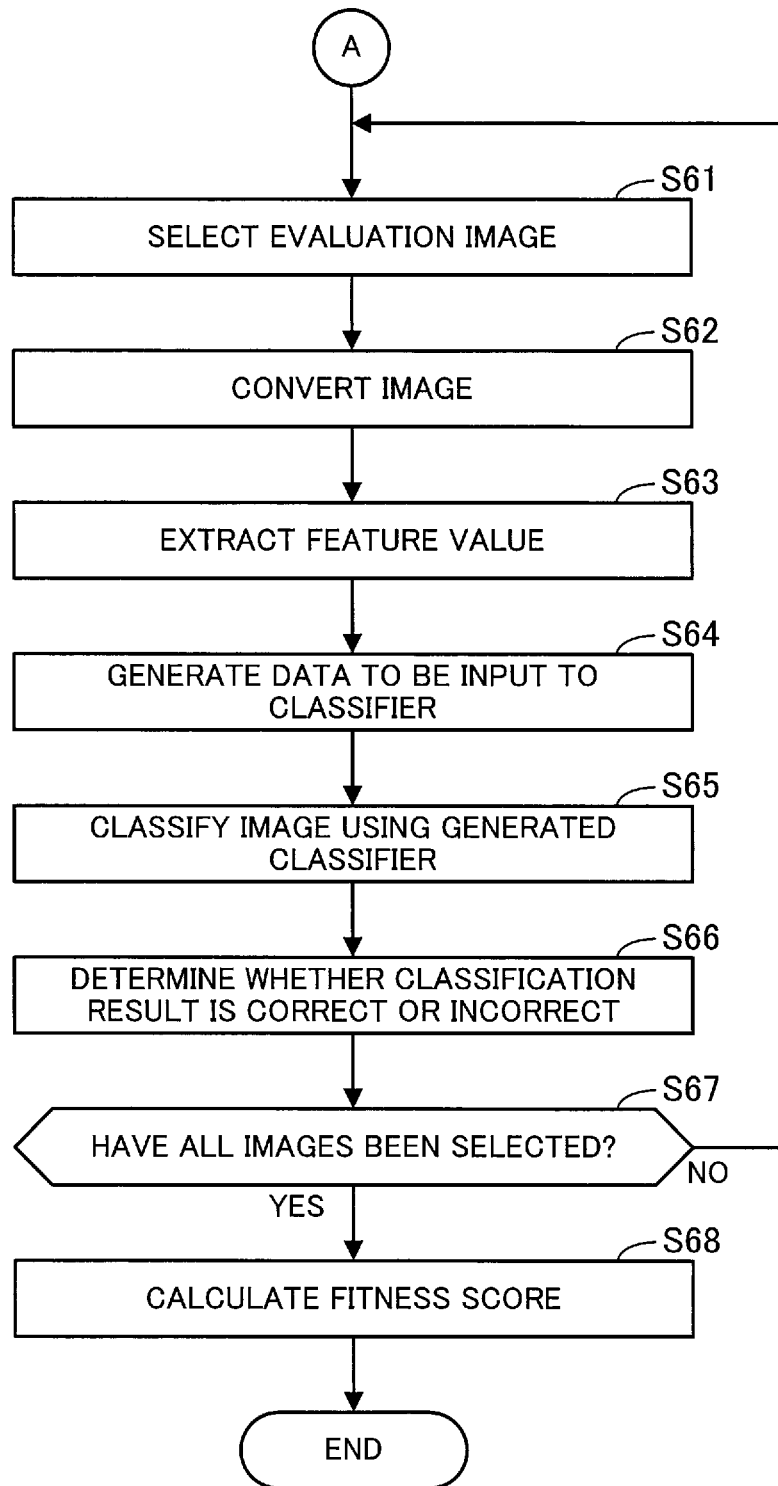 A
S61
SELECT EVALUATION IMAGE
S62
CONVERT IMAGE
S63
EXTRACT FEATURE VALUE
S64
GENERATE DATA TO BE INPUT TO
CLASSIFIER
S65
CLASSIFY IMAGE USING GENERATED
CLASSIFIER
S66
DETERMINE WHETHER CLASSIFICATION
RESULT IS CORRECT OR INCORRECT
S67
HAVE ALL IMAGES BEEN SELECTED?
NO
YES
S68
CALCULATE FITNESS SCORE
END